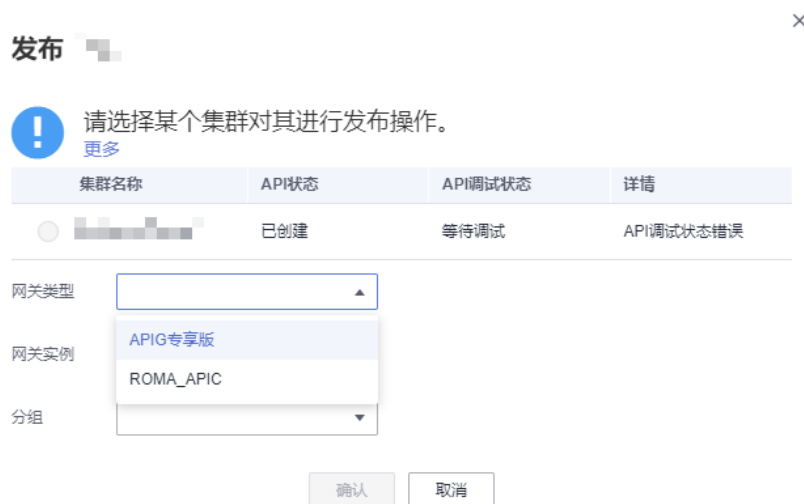 发布
请选择某个集群对其进行发布操作。
更多
集群名称 API状态 API调试状态 详情
已创建 等待调试 API调试状态错误
网关类型
APIG专享版
网关实例
ROMA_APIC
分组
确认 取消